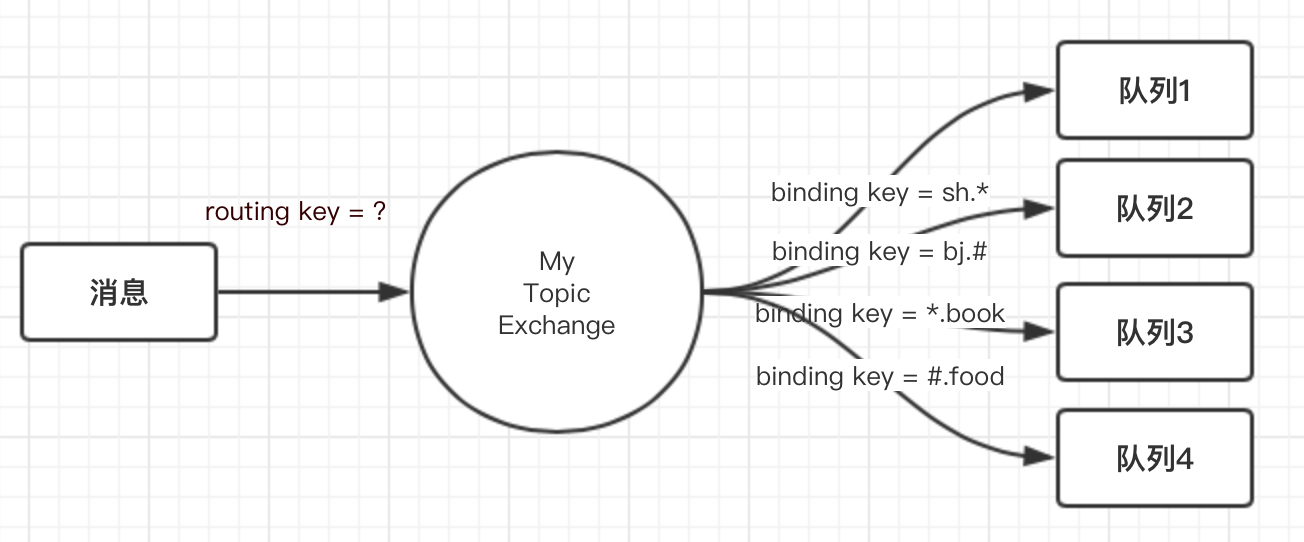 routing key = ?
消息
My
Topic
Exchange
binding key = sh.*
binding key = bj.#
binding key = *.book
binding key = #.food
队列1
队列2
队列3
队列4